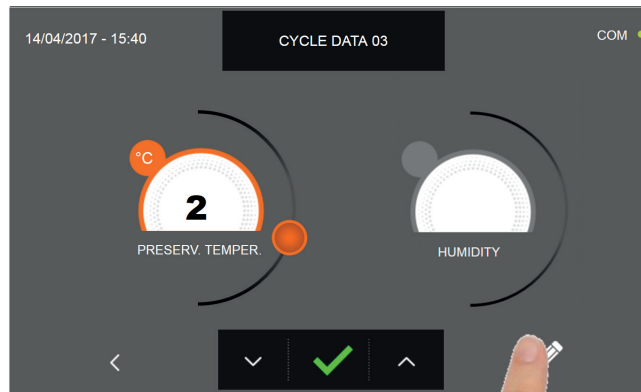 14/04/2017 - 15:40
CYCLE DATA 03
COM
°C
2
PRESERV. TEMPER.
HUMIDITY